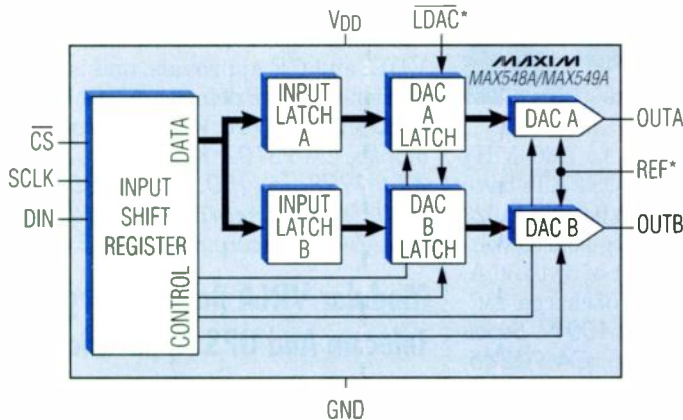 VDD
LDAC*
MAXIM
MAX548A/MAX549A
INPUT
SHIFT
REGISTER
DATA
CONTROL
INPUT
LATCH
A
DAC
A
LATCH
DAC A
OUTA
CS
SCLK
DIN
REF*
INPUT
LATCH
B
DAC
B
LATCH
DAC B
OUTB
GND